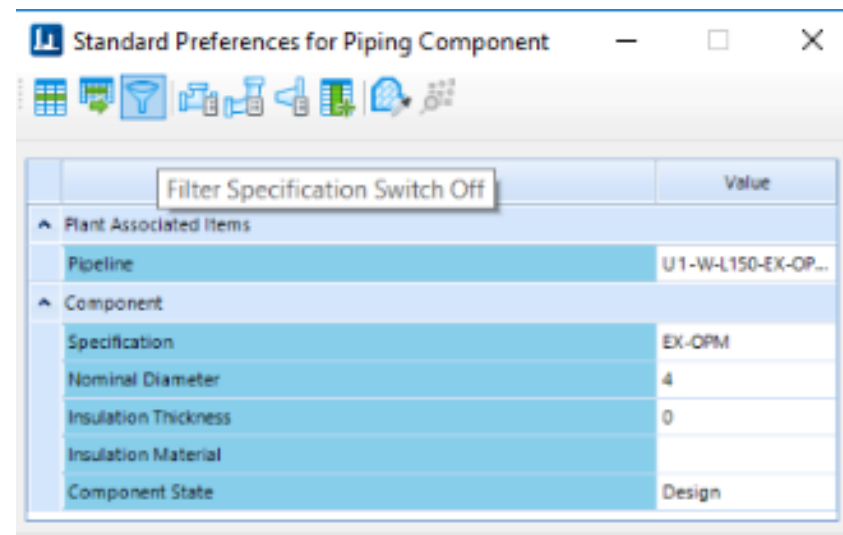 Standard Preferences for Piping Component
Filter Specification Switch Off
Value
Plant Associated Items
Pipeline U1-W-L150-EX-OP...
Component
Specification EX-OPM
Nominal Diameter 4
Insulation Thickness 0
Insulation Material
Component State Design